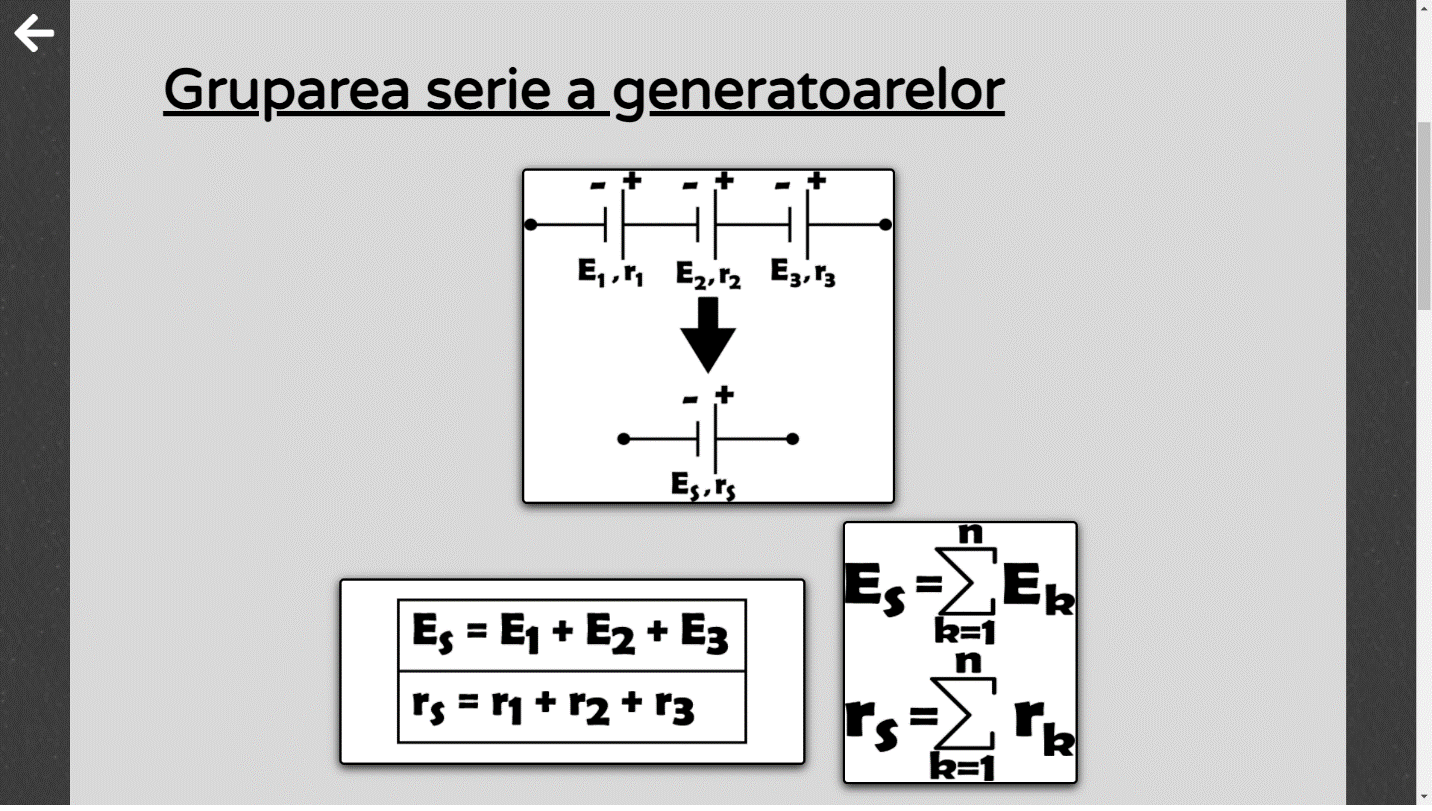 Gruparea serie a generatoarelor
- + - + - +
E1, r1 E2, r2 E3, r3
- +
Es, rs
Es = E1 + E2 + E3
rs = r1 + r2 + r3
n
Es = ∑ Ek
k=1
n
rs = ∑ rk
k=1